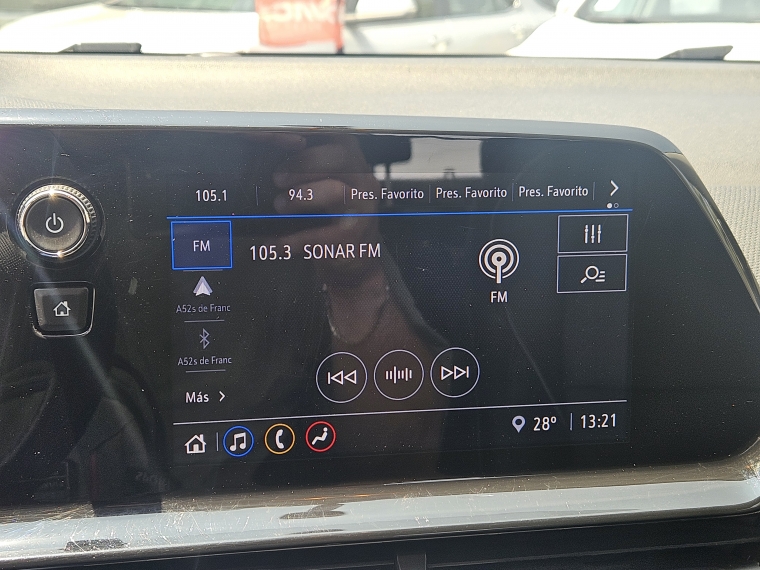 105.1 94.3 Pres. Favorito Pres. Favorito Pres. Favorito
FM
105.3 SONAR FM
FM
A52s de Franc
A52s de Franc
Más
28º 13:21